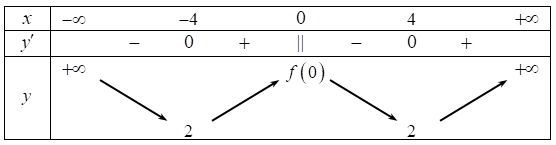 x −∞ −4 0 4 +∞
y′ − 0 + || − 0 +
+∞ f(0) +∞
y
2 2